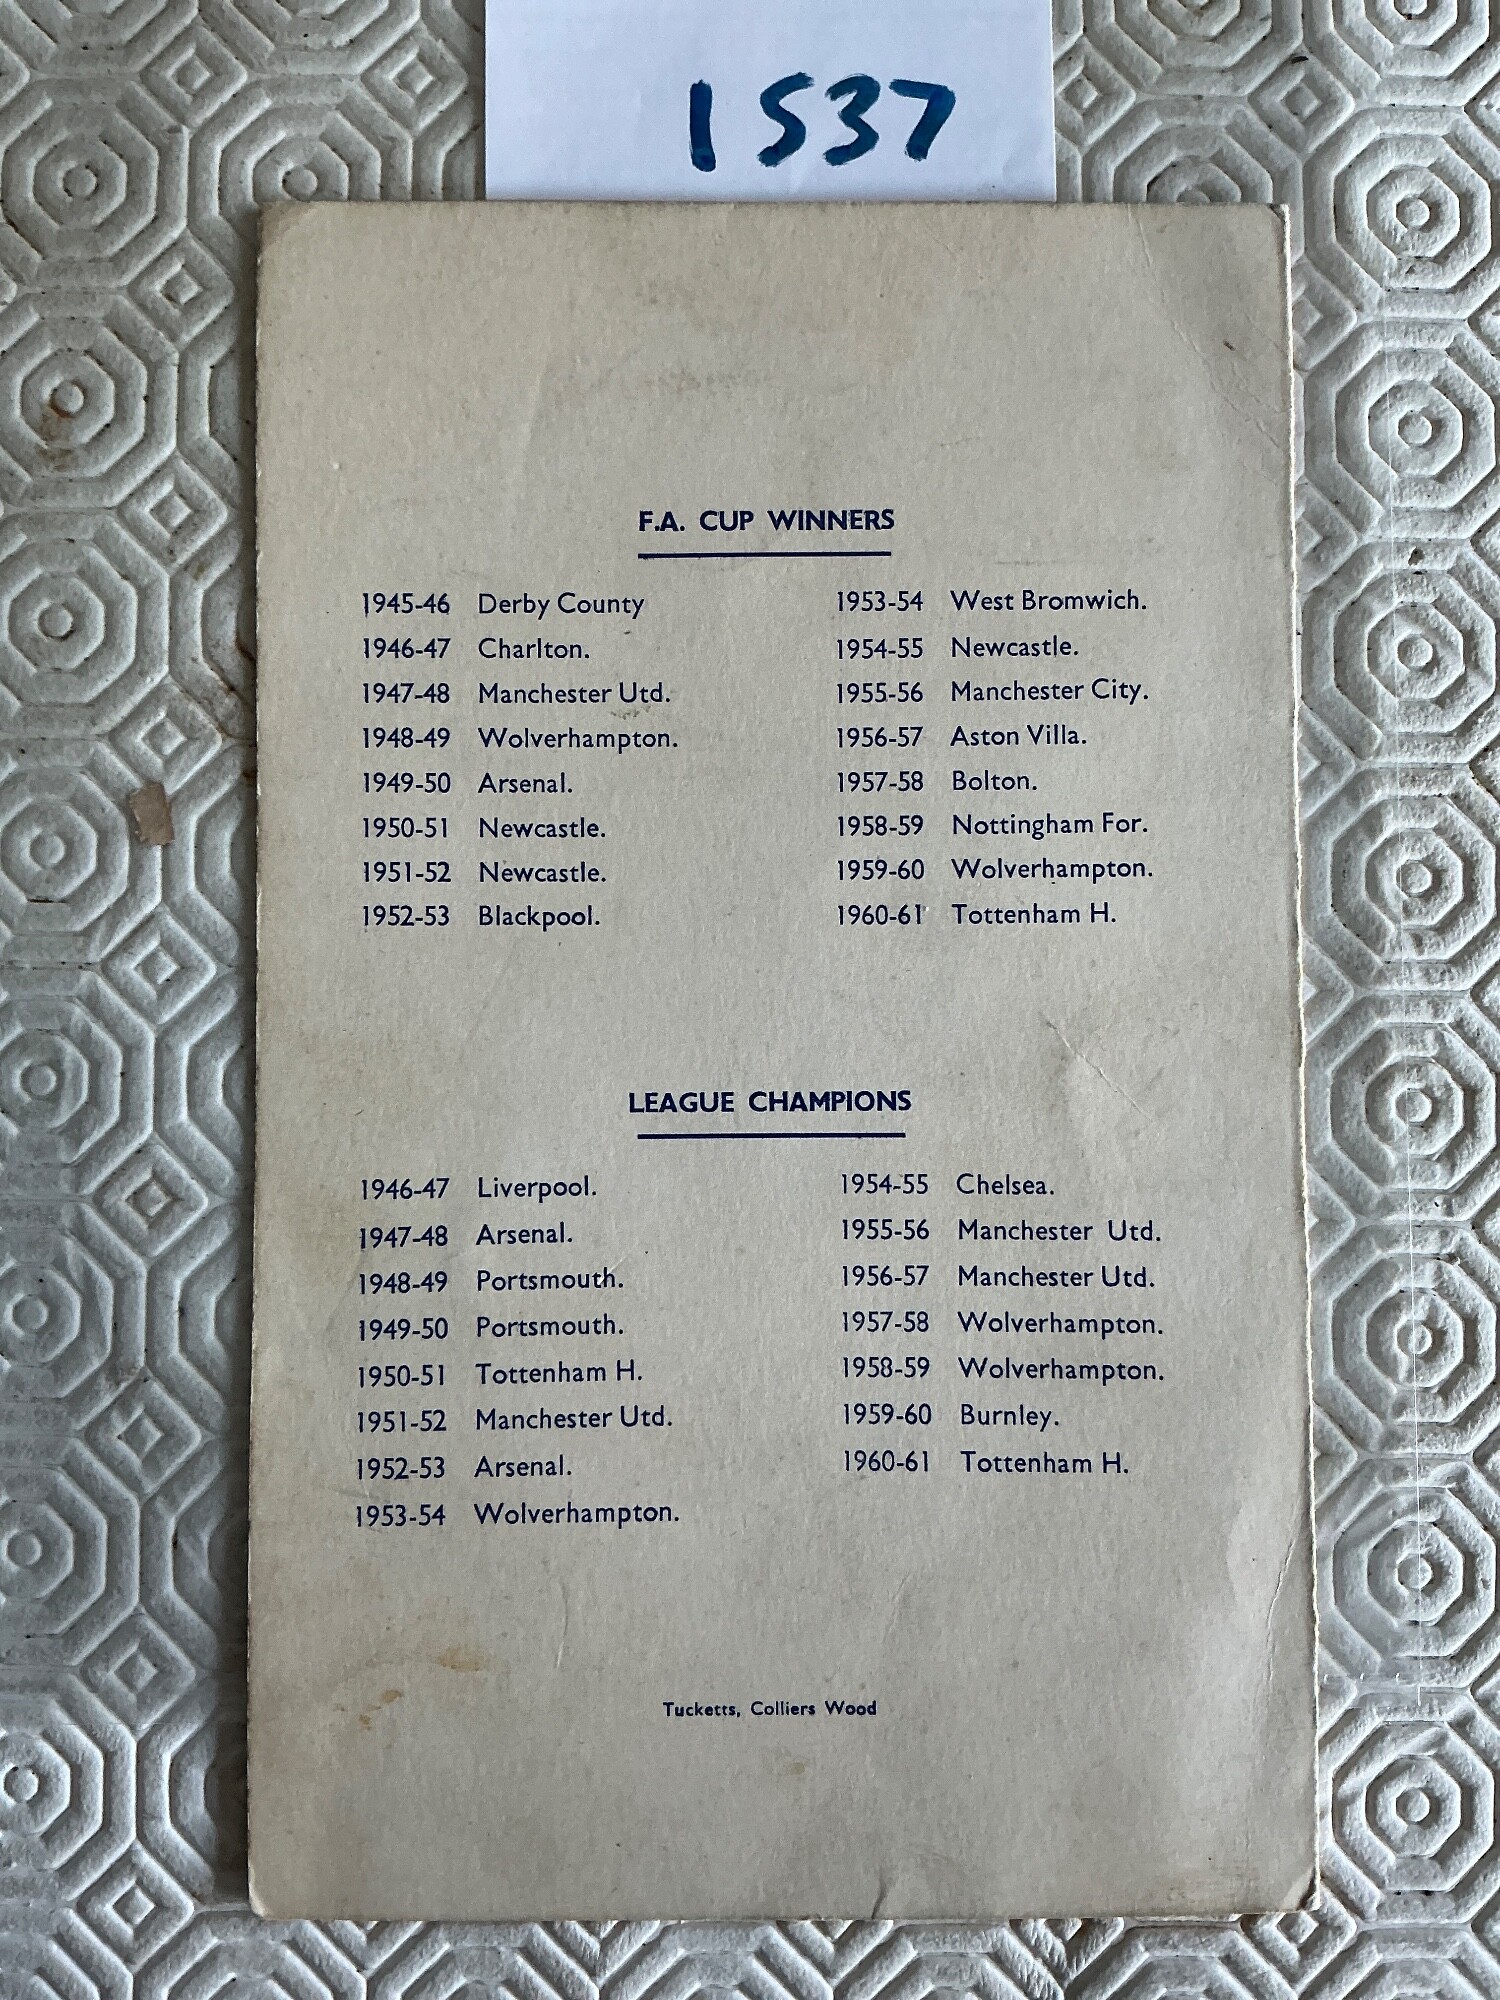 1537
F.A. CUP WINNERS
1945-46 Derby County
1946-47 Charlton.
1947-48 Manchester Utd.
1948-49 Wolverhampton.
1949-50 Arsenal.
1950-51 Newcastle.
1951-52 Newcastle.
1952-53 Blackpool.
1953-54 West Bromwich.
1954-55 Newcastle.
1955-56 Manchester City.
1956-57 Aston Villa.
1957-58 Bolton.
1958-59 Nottingham For.
1959-60 Wolverhampton.
1960-61 Tottenham H.
LEAGUE CHAMPIONS
1946-47 Liverpool.
1947-48 Arsenal.
1948-49 Portsmouth.
1949-50 Portsmouth.
1950-51 Tottenham H.
1951-52 Manchester Utd.
1952-53 Arsenal.
1953-54 Wolverhampton.
1954-55 Chelsea.
1955-56 Manchester Utd.
1956-57 Manchester Utd.
1957-58 Wolverhampton.
1958-59 Wolverhampton.
1959-60 Burnley.
1960-61 Tottenham H.
Tucketts, Colliers Wood